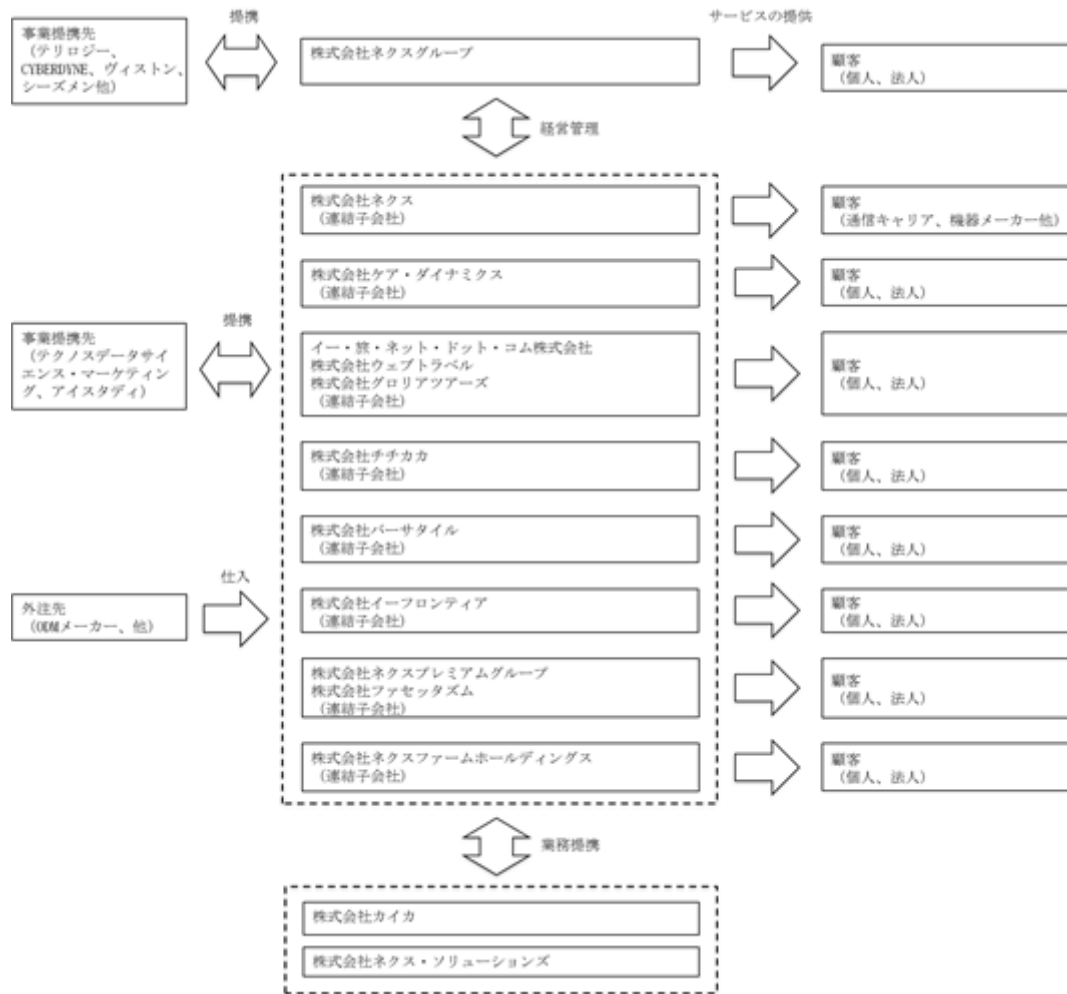 提携
サービスの提供
事業提携先
（テリロジー、
CYBERDYNE、ヴィストン、
シーズメン他）
株式会社ネクスグループ
顧客
（個人、法人）
経営管理
株式会社ネクス
（連結子会社）
顧客
（通信キャリア、機器メーカー他）
株式会社ケア・ダイナミクス
（連結子会社）
顧客
（個人、法人）
提携
事業提携先
（テクノスデータサイ
エンス・マーケティン
グ、アイスタディ）
イー・旅・ネット・ドット・コム株式会社
株式会社ウェブトラベル
株式会社グロリアツアーズ
（連結子会社）
顧客
（個人、法人）
株式会社チチカカ
（連結子会社）
顧客
（個人、法人）
株式会社バーサタイル
（連結子会社）
顧客
（個人、法人）
仕入
外注先
（ODMメーカー、他）
株式会社イーフロンティア
（連結子会社）
顧客
（個人、法人）
株式会社ネクスプレミアムグループ
株式会社ファセッタズム
（連結子会社）
顧客
（個人、法人）
株式会社ネクスファームホールディングス
（連結子会社）
顧客
（個人、法人）
業務提携
株式会社カイカ
株式会社ネクス・ソリューションズ